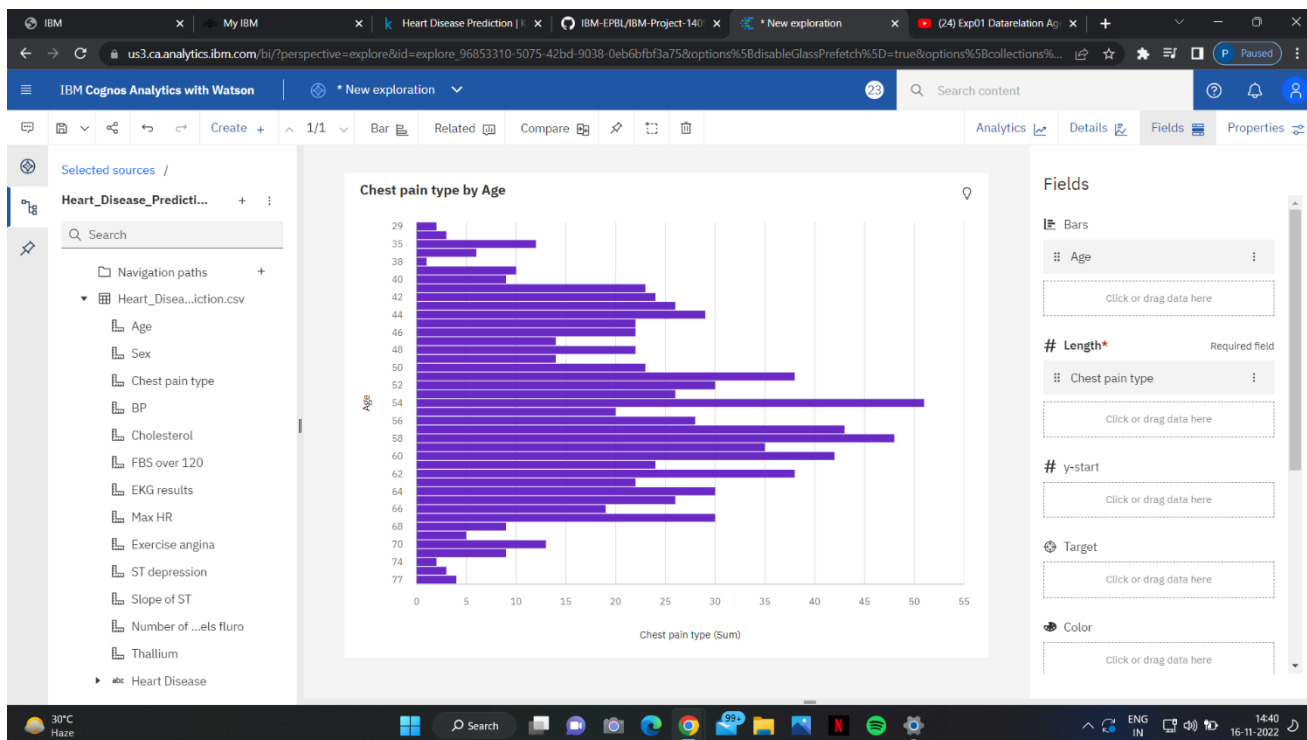 IBM
My IBM
Heart Disease Prediction | K
IBM-EPBL/IBM-Project-140
* New exploration
(24) Exp01 Datarelation Ag
us3.ca.analytics.ibm.com/bi/?perspective=explore&id=explore_96853310-5075-42bd-9038-0eb6bfbf3a75&options%5BdisableGlassPrefetch%5D=true&options%5Bcollections%...
P Paused
IBM Cognos Analytics with Watson
* New exploration
23
Search content
Create +
1/1
Bar
Related
Compare
Analytics
Details
Fields
Properties
Selected sources /
Heart_Disease_Predicti...
Search
Navigation paths
Heart_Disea...iction.csv
Age
Sex
Chest pain type
BP
Cholesterol
FBS over 120
EKG results
Max HR
Exercise angina
ST depression
Slope of ST
Number of ...els fluro
Thallium
abc Heart Disease
Chest pain type by Age
29
35
38
40
42
44
46
48
50
52
54
56
58
60
62
64
66
68
70
74
77
Age
0 5 10 15 20 25 30 35 40 45 50 55
Chest pain type (Sum)
Fields
Bars
Age
Click or drag data here
# Length* Required field
Chest pain type
Click or drag data here
# y-start
Click or drag data here
Target
Click or drag data here
Color
Click or drag data here
30°C
Haze
Search
99+
N
ENG
IN
14:40
16-11-2022